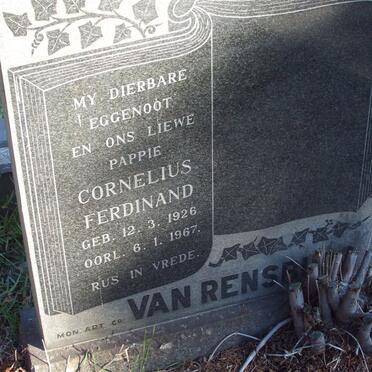 MY DIERBARE
EGGENOOT
EN ONS LIEWE
PAPPIE
CORNELIUS
FERDINAND
GEB. 12. 3. 1926
OORL. 6. 1. 1967.
RUS IN VREDE.
VAN RENS
MON. ART Co.